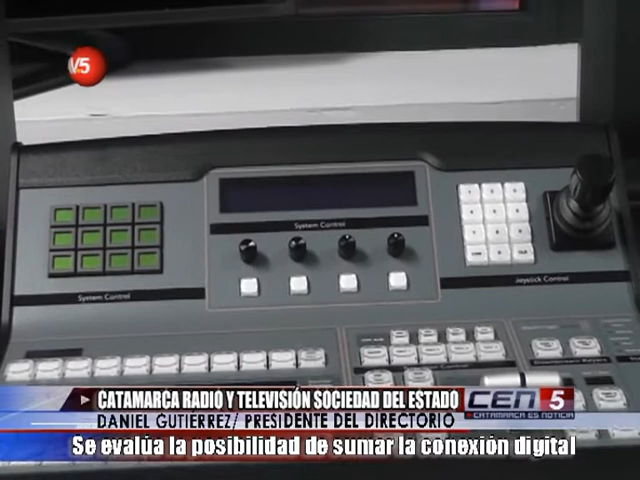 V5
System Control
System Control
Joystick Control
CATAMARCA RADIO Y TELEVISIÓN SOCIEDAD DEL ESTADO
CEN 5
CATAMARCA ES NOTICIA
DANIEL GUTIÉRREZ/ PRESIDENTE DEL DIRECTORIO
Se evalúa la posibilidad de sumar la conexión digital